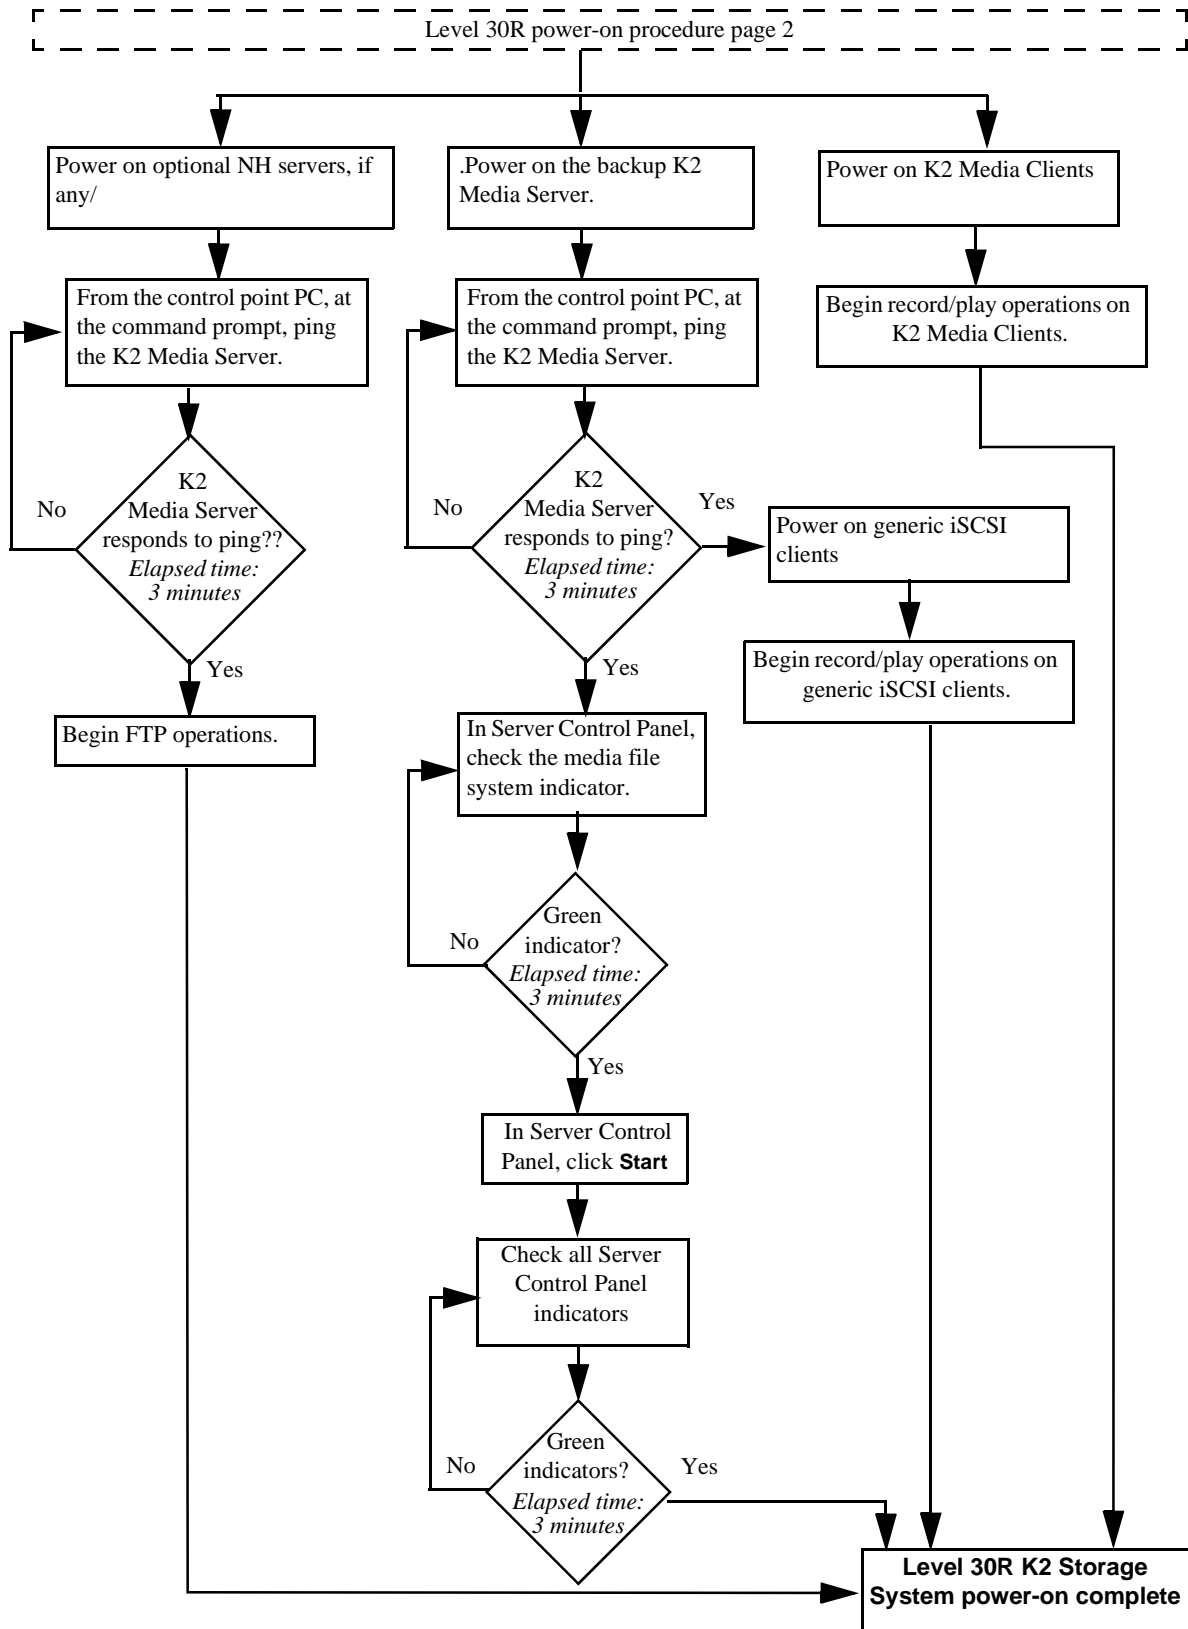 Level 30R power-on procedure page 2
Power on optional NH servers, if
any/
.Power on the backup K2
Media Server.
Power on K2 Media Clients
From the control point PC, at
the command prompt, ping
the K2 Media Server.
From the control point PC, at
the command prompt, ping
the K2 Media Server.
Begin record/play operations on
K2 Media Clients.
No
K2
Media Server
responds to ping??
Elapsed time:
3 minutes
Yes
No
K2
Media Server
responds to ping?
Elapsed time:
3 minutes
Yes
Yes
Power on generic iSCSI
clients
Begin record/play operations on
generic iSCSI clients.
Begin FTP operations.
In Server Control Panel,
check the media file
system indicator.
No
Green
indicator?
Elapsed time:
3 minutes
Yes
In Server Control
Panel, click Start
Check all Server
Control Panel
indicators
No
Green
indicators?
Elapsed time:
3 minutes
Yes
Level 30R K2 Storage
System power-on complete